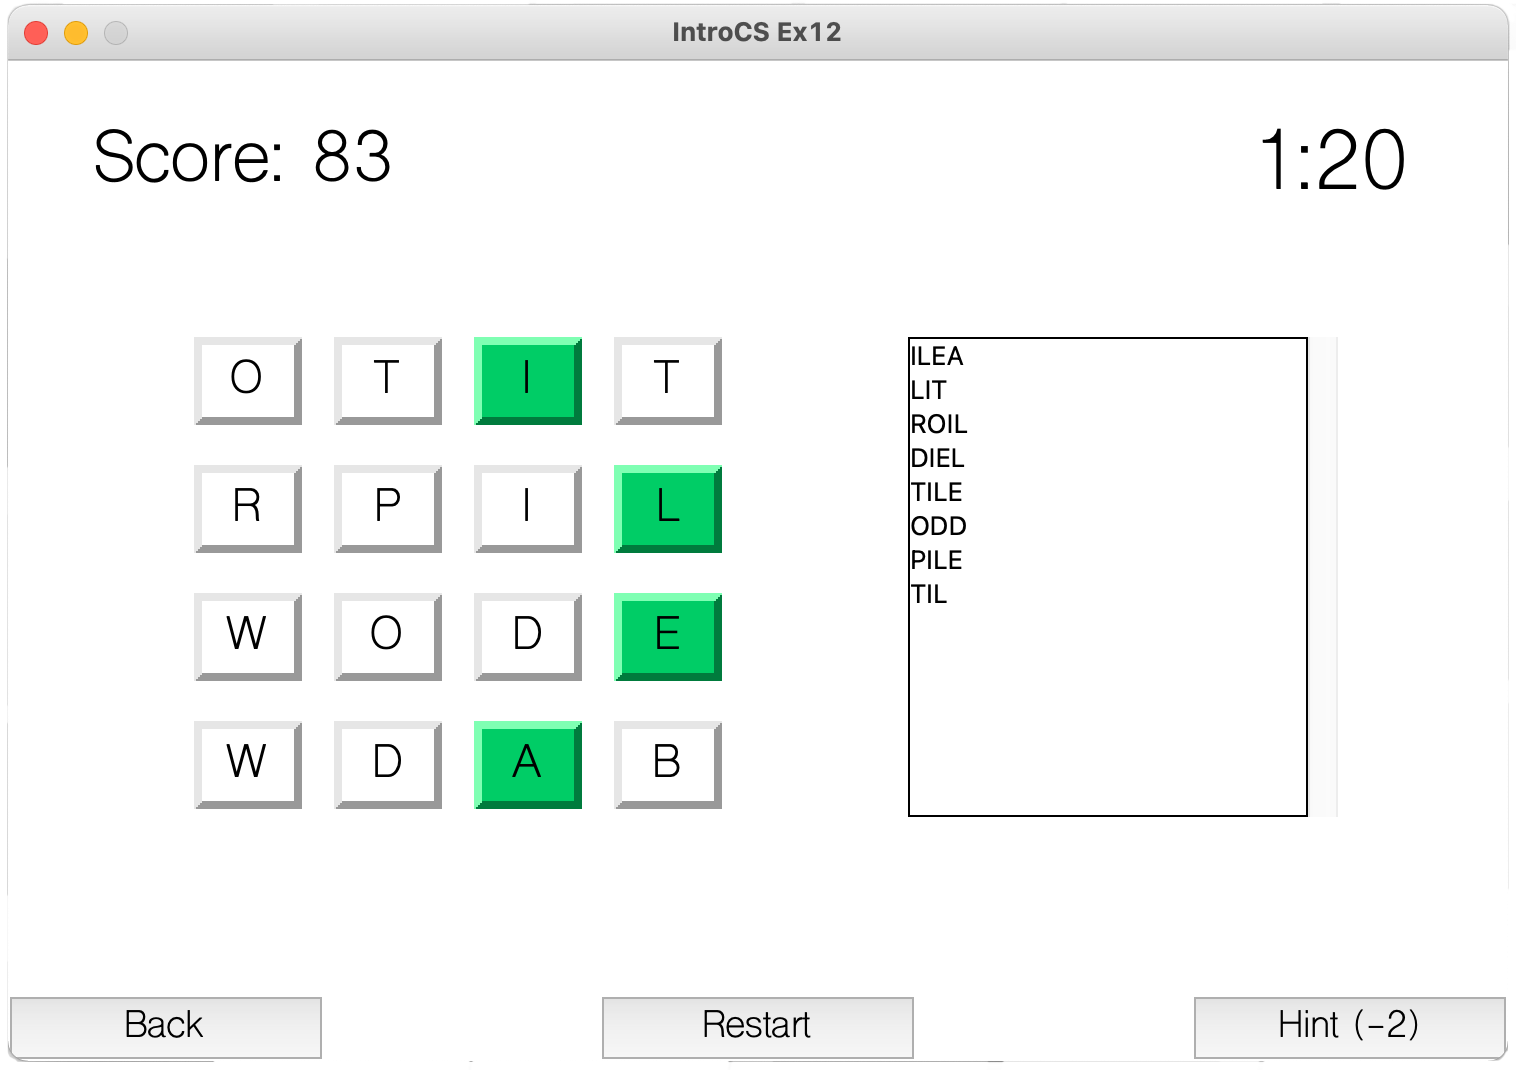 IntroCS Ex12
Score: 83
1:20
O T I T
R P I L
W O D E
W D A B
ILEA
LIT
ROIL
DIEL
TILE
ODD
PILE
TIL
Back
Restart
Hint (-2)